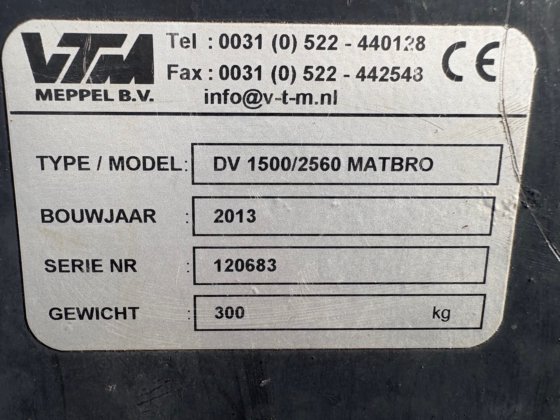 VTM
MEPPEL B.V.
Tel : 0031 (0) 522 - 440128
Fax : 0031 (0) 522 - 442548
info@v-t-m.nl
CE
TYPE / MODEL: DV 1500/2560 MATBRO
BOUWJAAR : 2013
SERIE NR : 120683
GEWICHT : 300 kg